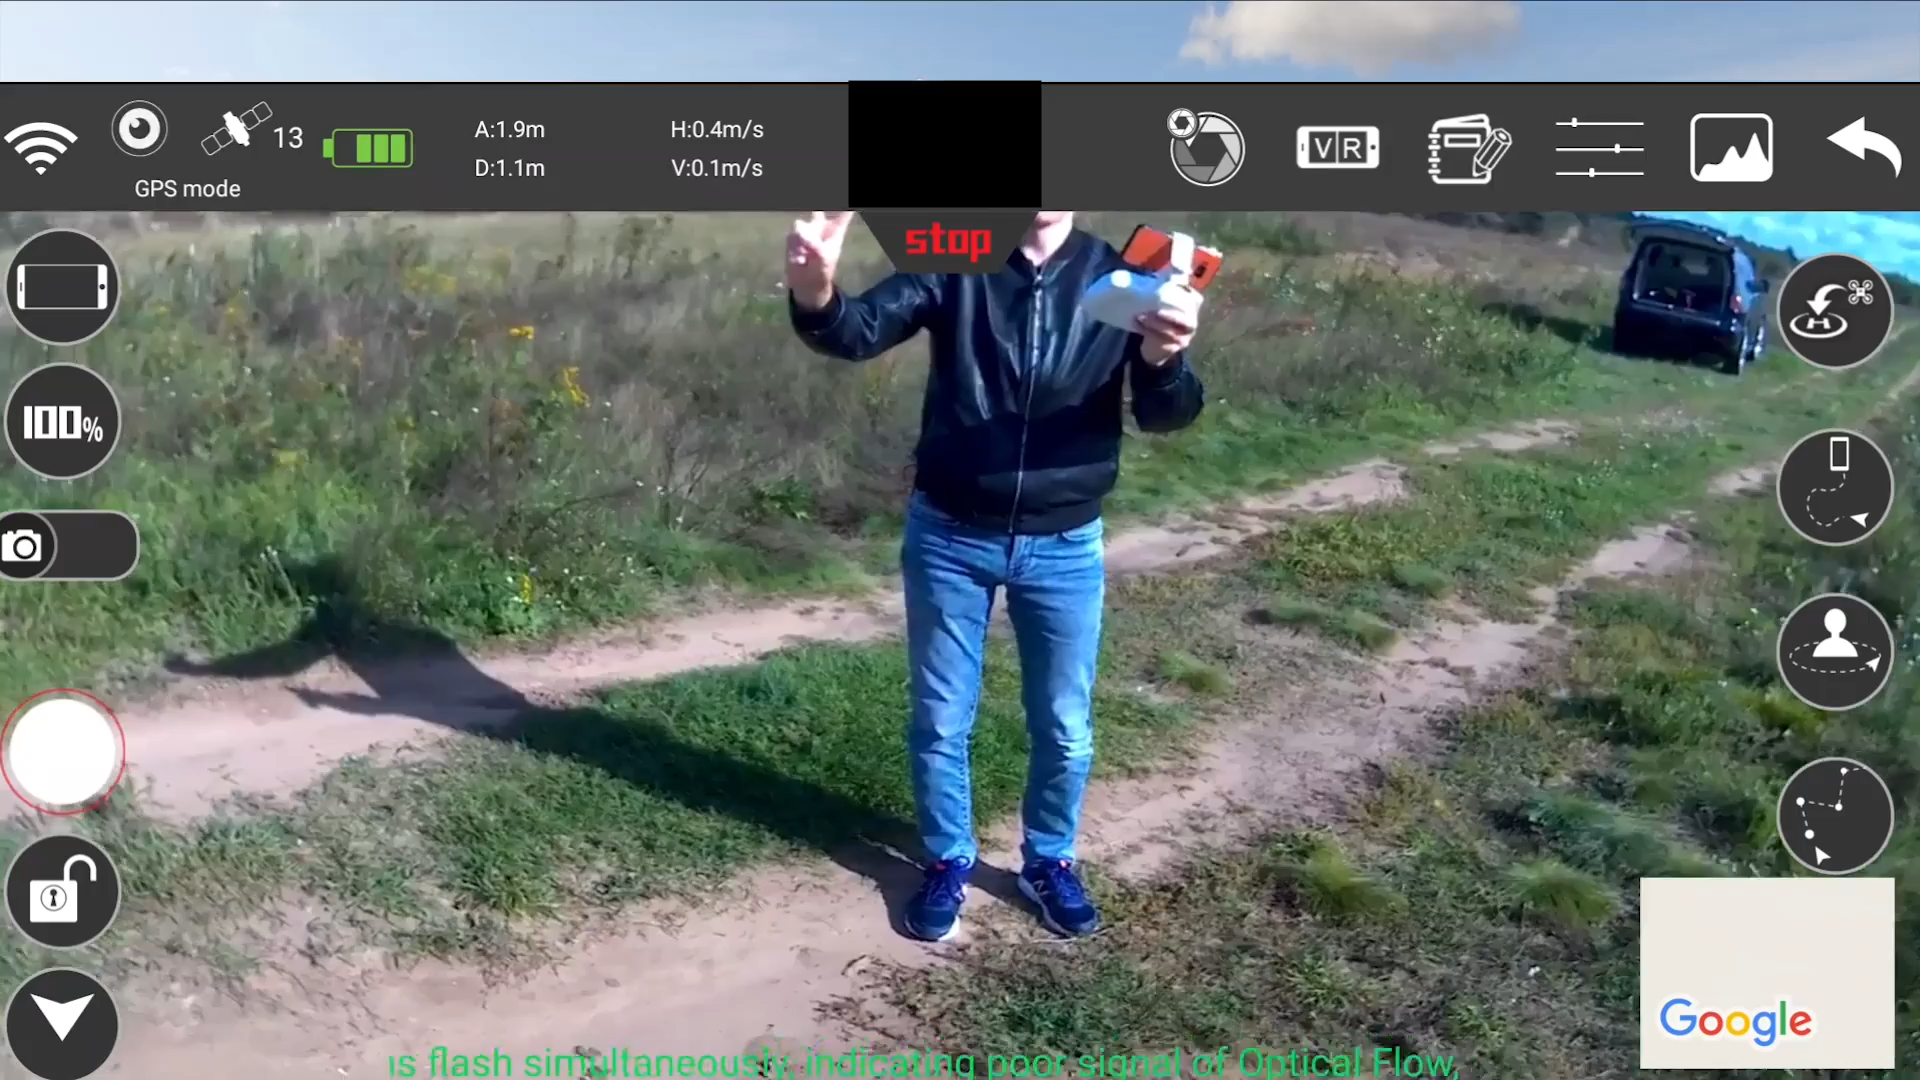 13
GPS mode
A:1.9m
H:0.4m/s
D:1.1m
V:0.1m/s
VR
stop
100%
H
Google
is flash simultaneously, indicating poor signal of Optical Flow,